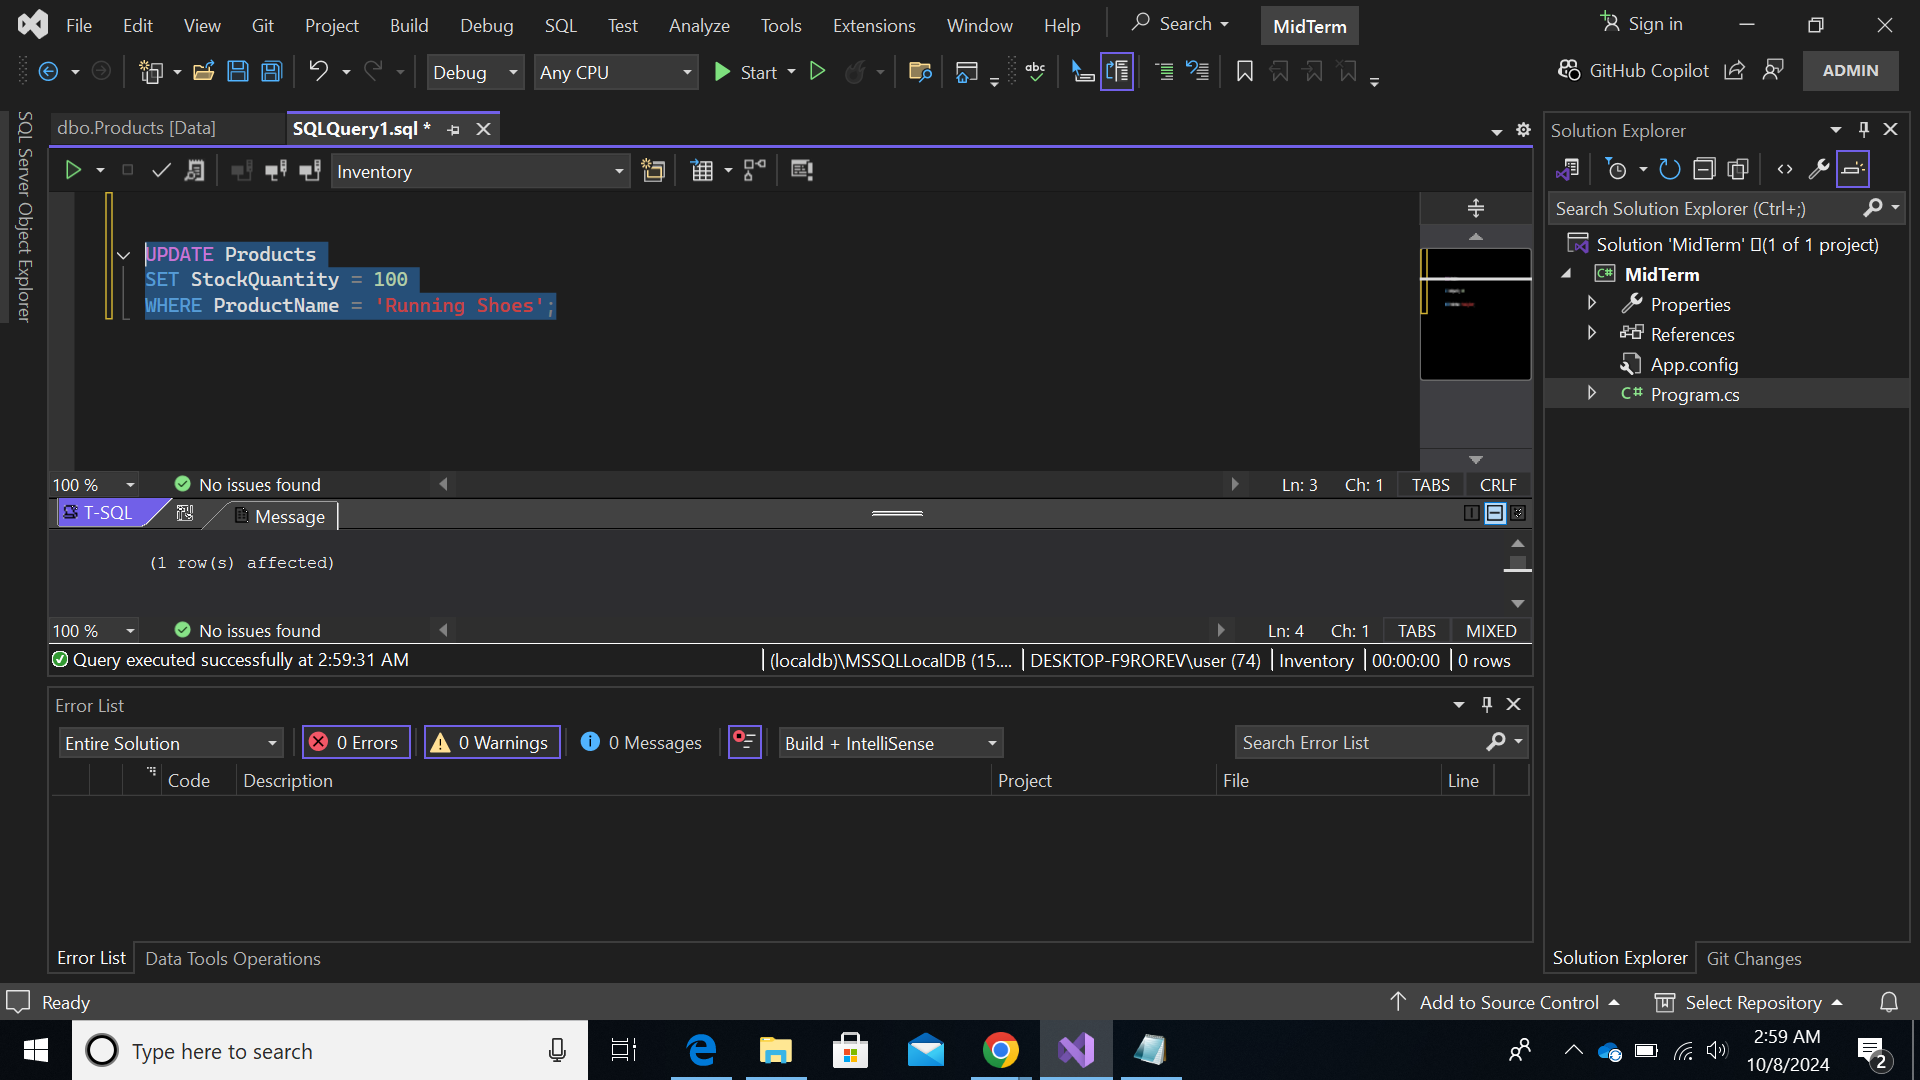 File Edit View Git Project Build Debug SQL Test Analyze Tools Extensions Window Help Search MidTerm Sign in
Debug Any CPU Start abc GitHub Copilot ADMIN
SQL Server Object Explorer
dbo.Products [Data] SQLQuery1.sql *
Inventory
UPDATE Products
SET StockQuantity = 100
WHERE ProductName = 'Running Shoes';
100 % No issues found Ln: 3 Ch: 1 TABS CRLF
T-SQL Message
(1 row(s) affected)
100 % No issues found Ln: 4 Ch: 1 TABS MIXED
Query executed successfully at 2:59:31 AM (localdb)\MSSQLLocalDB (15.... DESKTOP-F9ROREV\user (74) Inventory 00:00:00 0 rows
Error List
Entire Solution 0 Errors 0 Warnings 0 Messages Build + IntelliSense Search Error List
Code Description Project File Line
Error List Data Tools Operations
Solution Explorer
Search Solution Explorer (Ctrl+;)
Solution 'MidTerm' (1 of 1 project)
C# MidTerm
Properties
References
App.config
C# Program.cs
Solution Explorer Git Changes
Ready Add to Source Control Select Repository
Type here to search 2:59 AM
10/8/2024 2